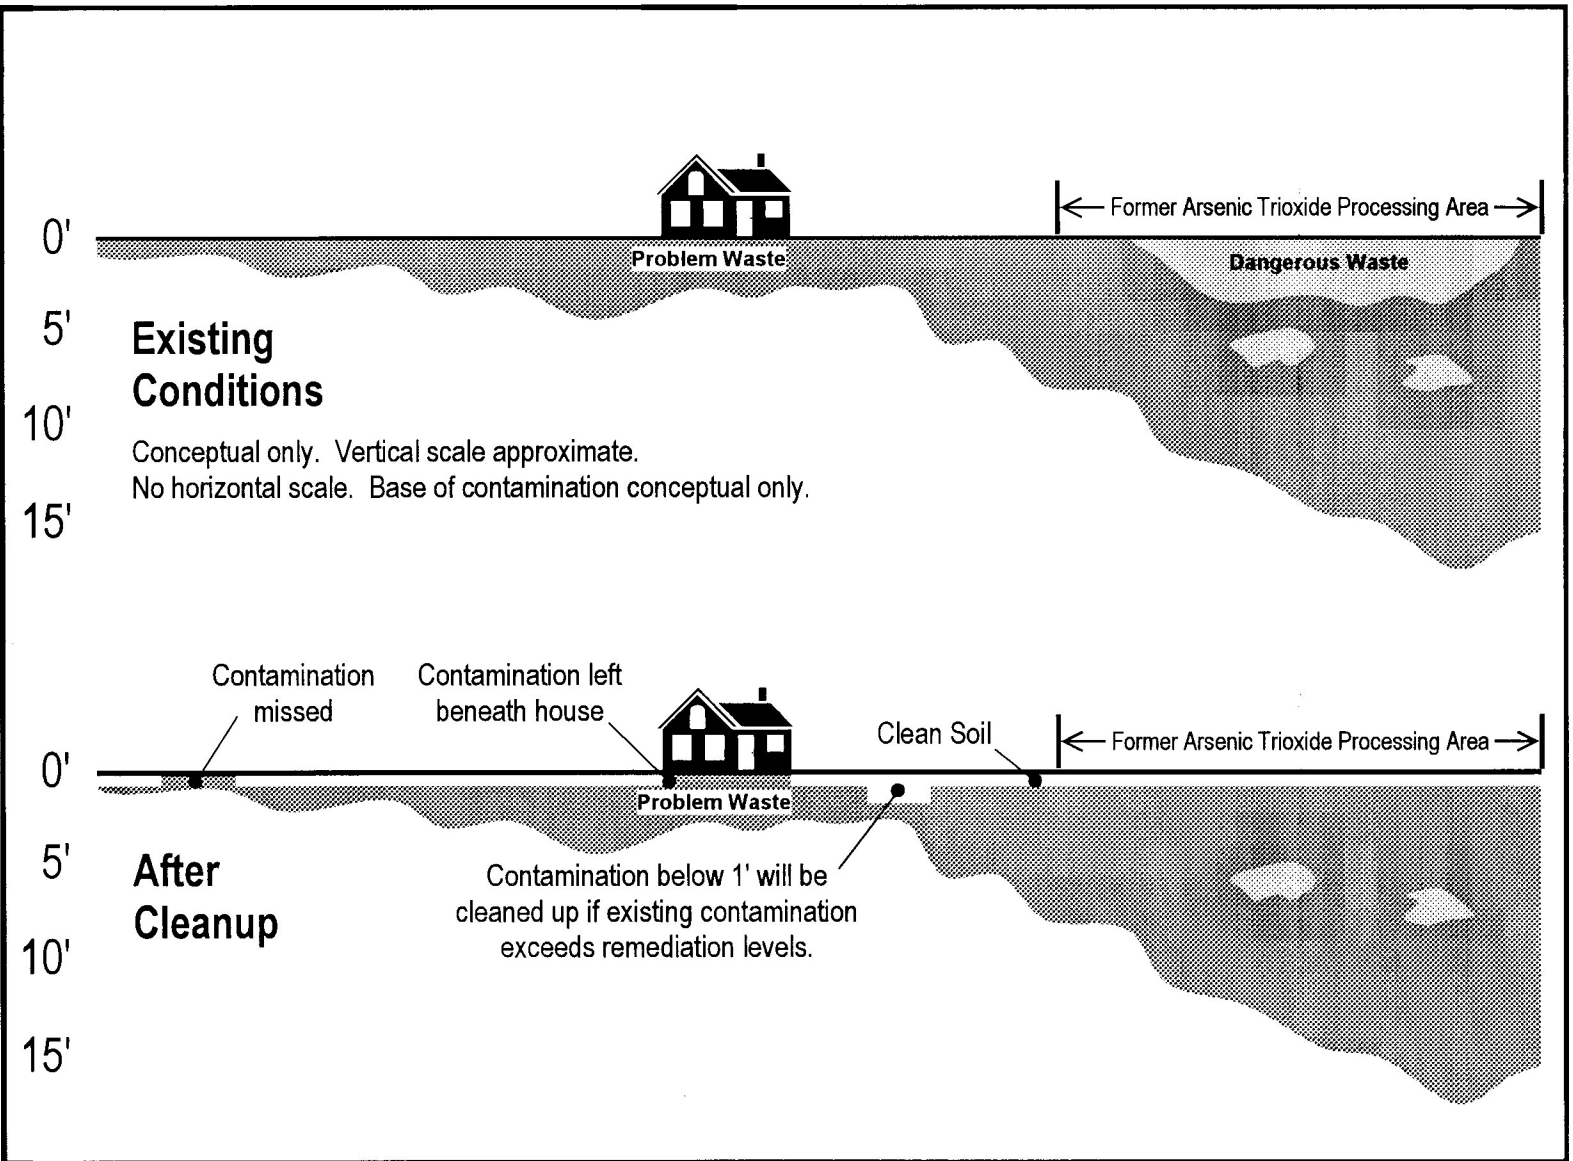 Former Arsenic Trioxide Processing Area
0'
Problem Waste
Dangerous Waste
5'
Existing
Conditions
10'
Conceptual only. Vertical scale approximate.
No horizontal scale. Base of contamination conceptual only.
15'
Contamination
missed
Contamination left
beneath house
Clean Soil
Former Arsenic Trioxide Processing Area
0'
Problem Waste
5'
After
Cleanup
Contamination below 1' will be
cleaned up if existing contamination
exceeds remediation levels.
10'
15'